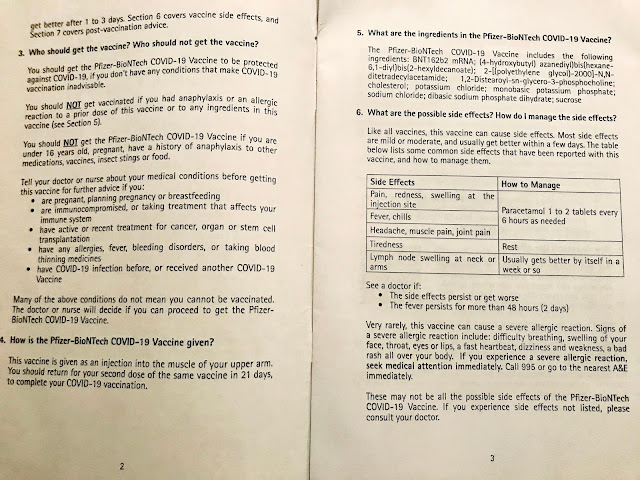 get better after 1 to 3 days. Section 6 covers vaccine side effects, and
Section 7 covers post-vaccination advice.
3. Who should get the vaccine? Who should not get the vaccine?
You should get the Pfizer-BioNTech COVID-19 Vaccine to be protected
against COVID-19, if you don't have any conditions that make COVID-19
vaccination inadvisable.
You should NOT get vaccinated if you had anaphylaxis or an allergic
reaction to a prior dose of this vaccine or to any ingredients in this
vaccine (see Section 5).
You should NOT get the Pfizer-BioNTech COVID-19 Vaccine if you are
under 16 years old, pregnant, have a history of anaphylaxis to other
medications, vaccines, insect stings or food.
Tell your doctor or nurse about your medical conditions before getting
this vaccine for further advice if you:
• are pregnant, planning pregnancy or breastfeeding
• are immunocompromised, or taking treatment that affects your
immune system
• have active or recent treatment for cancer, organ or stem cell
transplantation
• have any allergies, fever, bleeding disorders, or taking blood
thinning medicines
• have COVID-19 infection before, or received another COVID-19
Vaccine
Many of the above conditions do not mean you cannot be vaccinated.
The doctor or nurse will decide if you can proceed to get the Pfizer-
BioNTech COVID-19 Vaccine.
4. How is the Pfizer-BioNTech COVID-19 Vaccine given?
This vaccine is given as an injection into the muscle of your upper arm.
You should return for your second dose of the same vaccine in 21 days,
to complete your COVID-19 vaccination.
2
5. What are the ingredients in the Pfizer-BioNTech COVID-19 Vaccine?
The Pfizer-BioNTech COVID-19 Vaccine includes the following
ingredients: BNT162b2 mRNA; (4-hydroxybutyl) azanediyl)bis(hexane-
6,1-diyl)bis(2-hexyldecanoate); 2-[(polyethylene glycol)-2000]-N,N-
ditetradecylacetamide; 1,2-Distearoyl-sn-glycero-3-phosphocholine;
cholesterol; potassium chloride; monobasic potassium phosphate;
sodium chloride; dibasic sodium phosphate dihydrate; sucrose
6. What are the possible side effects? How do I manage the side effects?
Like all vaccines, this vaccine can cause side effects. Most side effects
are mild or moderate, and usually get better within a few days. The table
below lists some common side effects that have been reported with this
vaccine, and how to manage them.
Side Effects How to Manage
Pain, redness, swelling at the
injection site
Fever, chills
Headache, muscle pain, joint pain
Paracetamol 1 to 2 tablets every
6 hours as needed
Tiredness Rest
Lymph node swelling at neck or
arms
Usually gets better by itself in a
week or so
See a doctor if:
• The side effects persist or get worse
• The fever persists for more than 48 hours (2 days)
Very rarely, this vaccine can cause a severe allergic reaction. Signs of
a severe allergic reaction include: difficulty breathing, swelling of your
face, throat, eyes or lips, a fast heartbeat, dizziness and weakness, a bad
rash all over your body. If you experience a severe allergic reaction,
seek medical attention immediately. Call 995 or go to the nearest A&E
immediately.
These may not be all the possible side effects of the Pfizer-BioNTech
COVID-19 Vaccine. If you experience side effects not listed, please
consult your doctor.
3